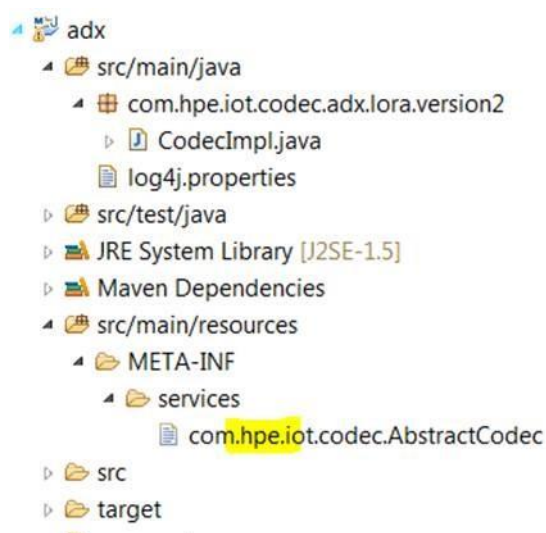 adx
src/main/java
com.hpe.iot.codec.adx.lora.version2
CodecImpl.java
log4j.properties
src/test/java
JRE System Library [J2SE-1.5]
Maven Dependencies
src/main/resources
META-INF
services
com.hpe.iot.codec.AbstractCodec
src
target